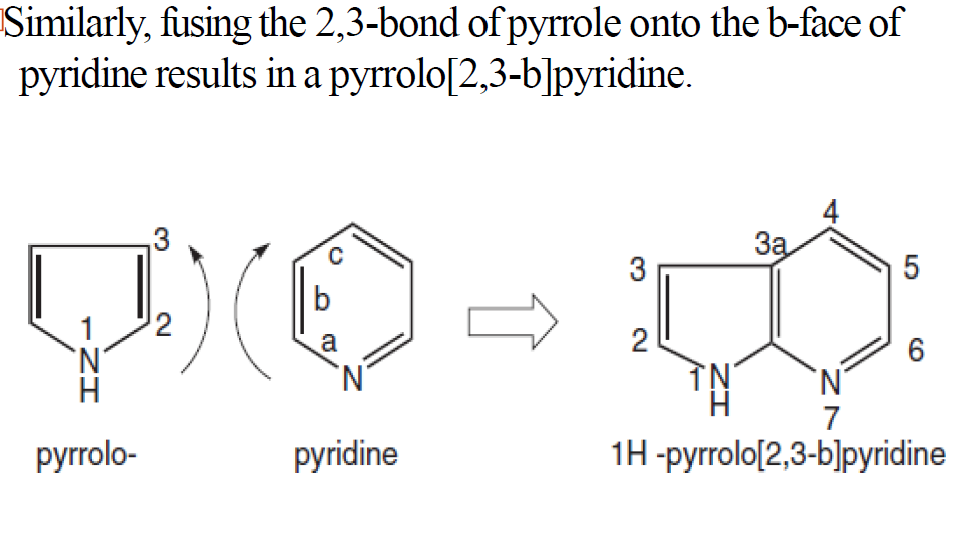 Similarly, fusing the 2,3-bond of pyrrole onto the b-face of
pyridine results in a pyrrolo[2,3-b]pyridine.
3
2
1
N
H
c
b
a
N
3
2
1N
H
3a
4
5
6
N
7
pyrrolo-
pyridine
1H -pyrrolo[2,3-b]pyridine